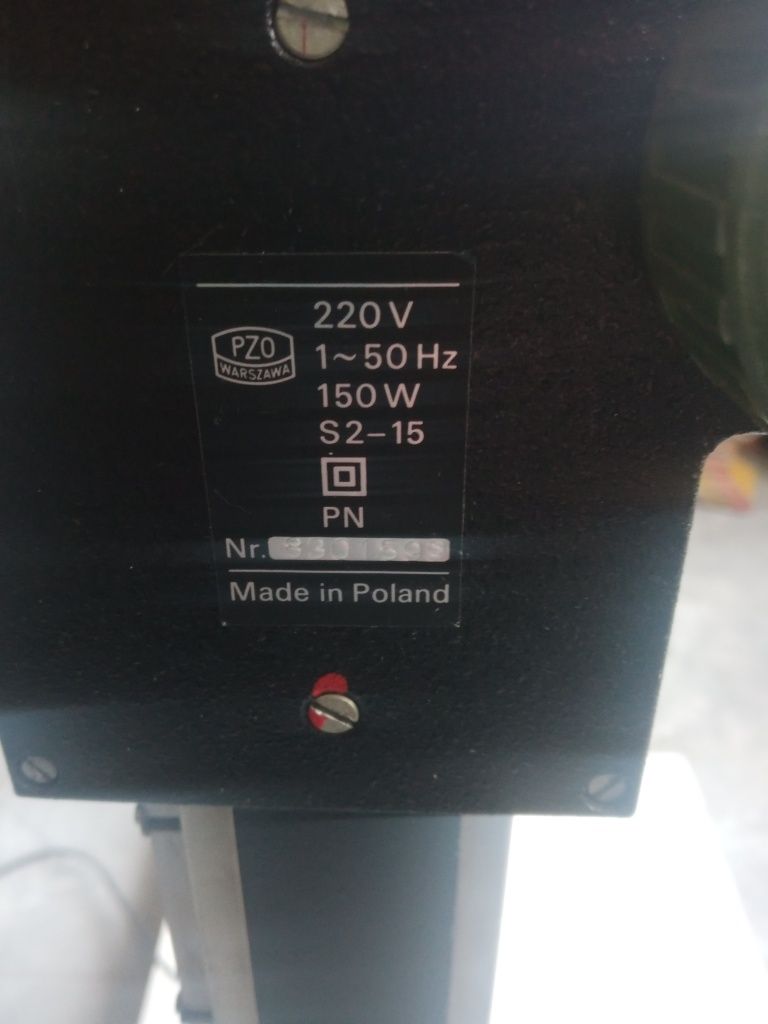 220 V
PZO
WARSZAWA
1~50 Hz
150 W
S2-15
PN
Nr.
Made in Poland